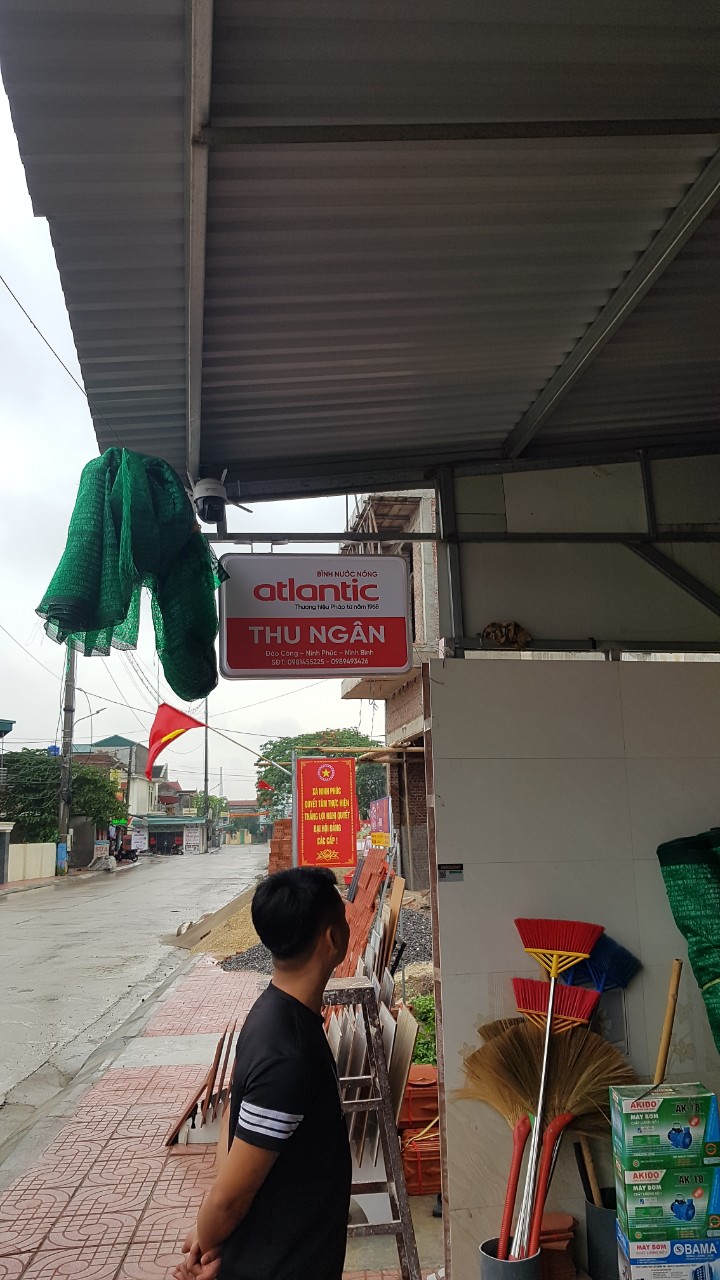 BÌNH NƯỚC NÓNG
atlantic
Thương hiệu Pháp từ năm 1968
THU NGÂN
Đào Công - Ninh Phúc - Ninh Bình
SĐT: 0981455225 - 0989493426
XÃ NINH PHÚC
QUYẾT TÂM THỰC HIỆN
THẮNG LỢI NGHỊ QUYẾT
ĐẠI HỘI ĐẢNG
CÁC CẤP !
AKIDO
AK-18
MÁY BƠM
AKIDO
AK-18
MÁY BƠM
MÁY BƠM
BAMA